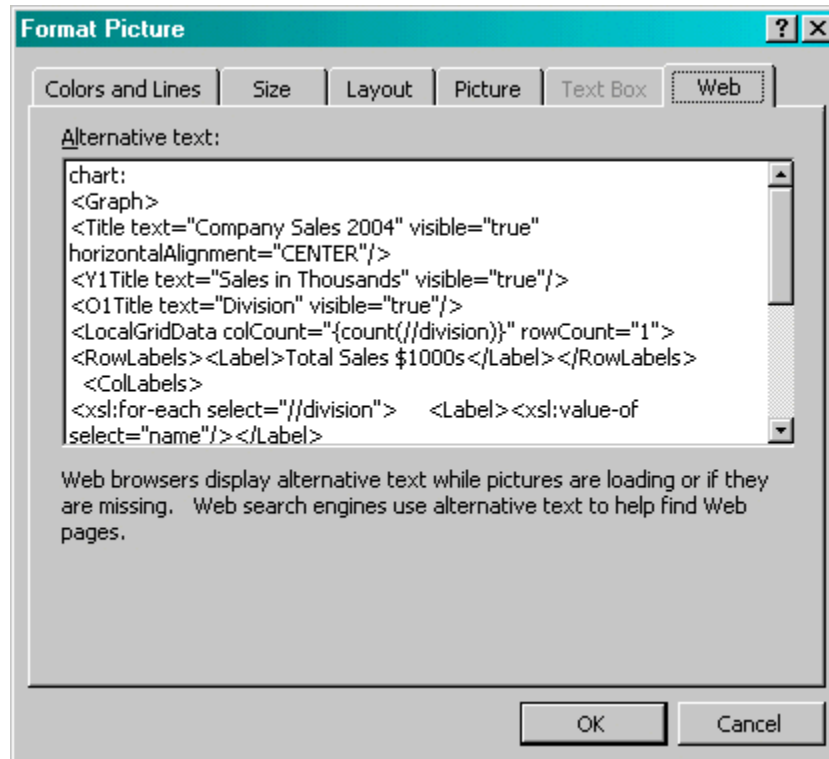 Format Picture
Colors and Lines Size Layout Picture Text Box Web
Alternative text:
chart:
<Graph>
<Title text="Company Sales 2004" visible="true"
horizontalAlignment="CENTER"/>
<Y1Title text="Sales in Thousands" visible="true"/>
<O1Title text="Division" visible="true"/>
<LocalGridData colCount="{count(//division)}" rowCount="1">
<RowLabels><Label>Total Sales $1000s</Label></RowLabels>
<ColLabels>
<xsl:for-each select="//division"> <Label><xsl:value-of
select="name"/></Label>
Web browsers display alternative text while pictures are loading or if they
are missing. Web search engines use alternative text to help find Web
pages.
OK Cancel